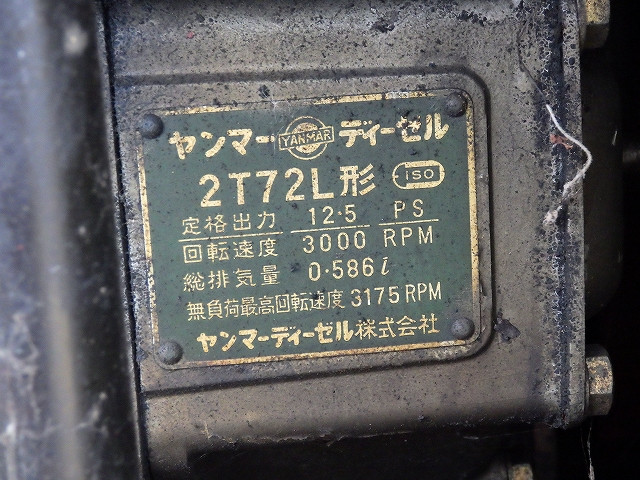 ヤンマー YANMAR ディーゼル
2T72L形 ISO
定格出力 12.5 PS
回転速度 3000 RPM
総排気量 0.586 l
無負荷最高回転速度 3175 RPM
ヤンマーディーゼル株式会社